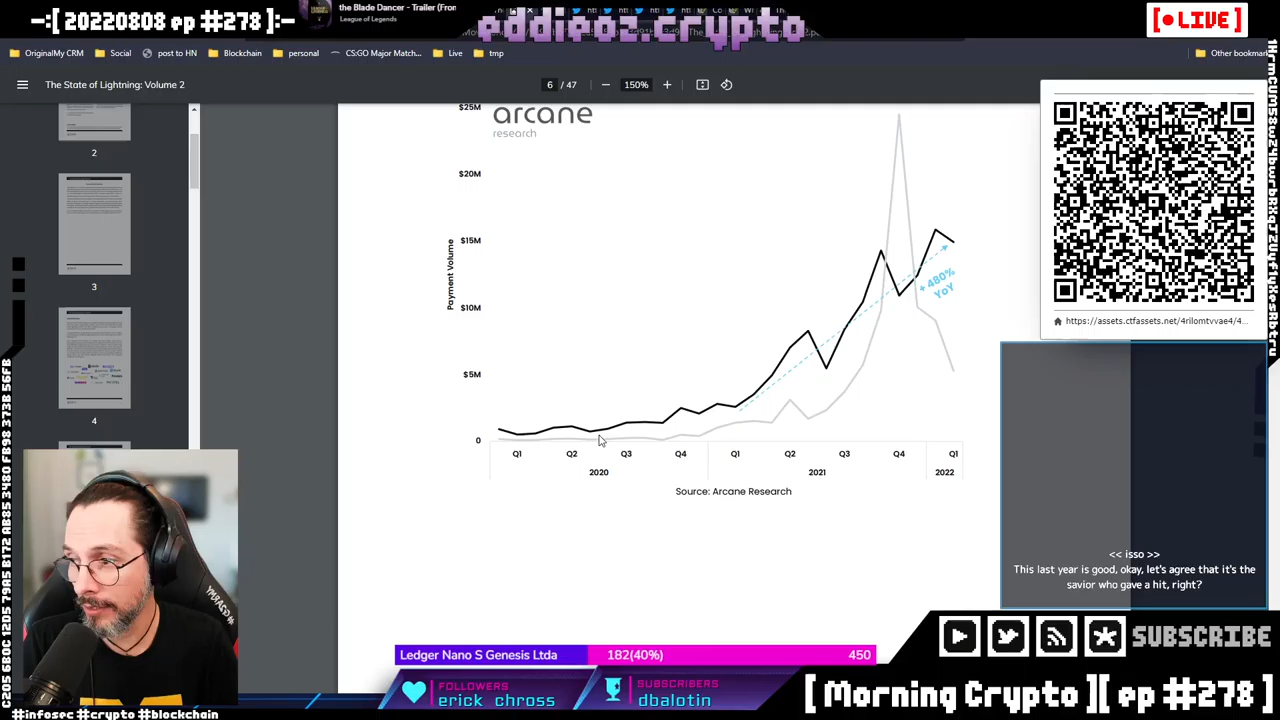 –:[ 20220808 ep #278 ]:–
the Blade Dancer - Trailer (Fron
League of Legends
eddieoz.crypto
[ ● LIVE ]
OriginalMy CRM
Social
post to HN
Blockchain
personal
CS:GO Major Match...
Live
tmp
Other bookmar
The State of Lightning: Volume 2
6 / 47
150%
2
3
4
arcane
research
$25M
$20M
$15M
$10M
$5M
0
Payment Volume
+ 480%
YoY
Q1
Q2
Q3
Q4
Q1
Q2
Q3
Q4
Q1
2020
2021
2022
Source: Arcane Research
https://assets.ctfassets.net/4rilomtvvae4/4...
<< isso >>
This last year is good, okay, let's agree that it's the
savior who gave a hit, right?
Ledger Nano S Genesis Ltda
182(40%)
450
FOLLOWERS
erick chross
SUBSCRIBERS
dbalotin
SUBSCRIBE
[ Morning Crypto ][ ep #278 ]
#infosec #crypto #blockchain